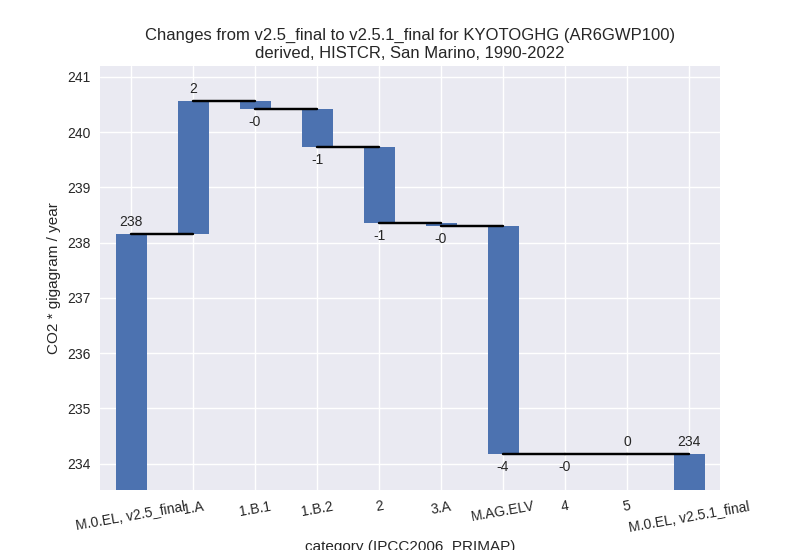 Changes from v2.5_final to v2.5.1_final for KYOTOGHG (AR6GWP100)
derived, HISTCR, San Marino, 1990-2022
CO2 * gigagram / year
241
240
239
238
237
236
235
234
238
2
-0
-1
-1
-0
-4
-0
0
234
M.0.EL, v2.5_final
1.A
1.B.1
1.B.2
2
3.A
M.AG.ELV
4
5
M.0.EL, v2.5.1_final
category (IPCC2006_PRIMAP)